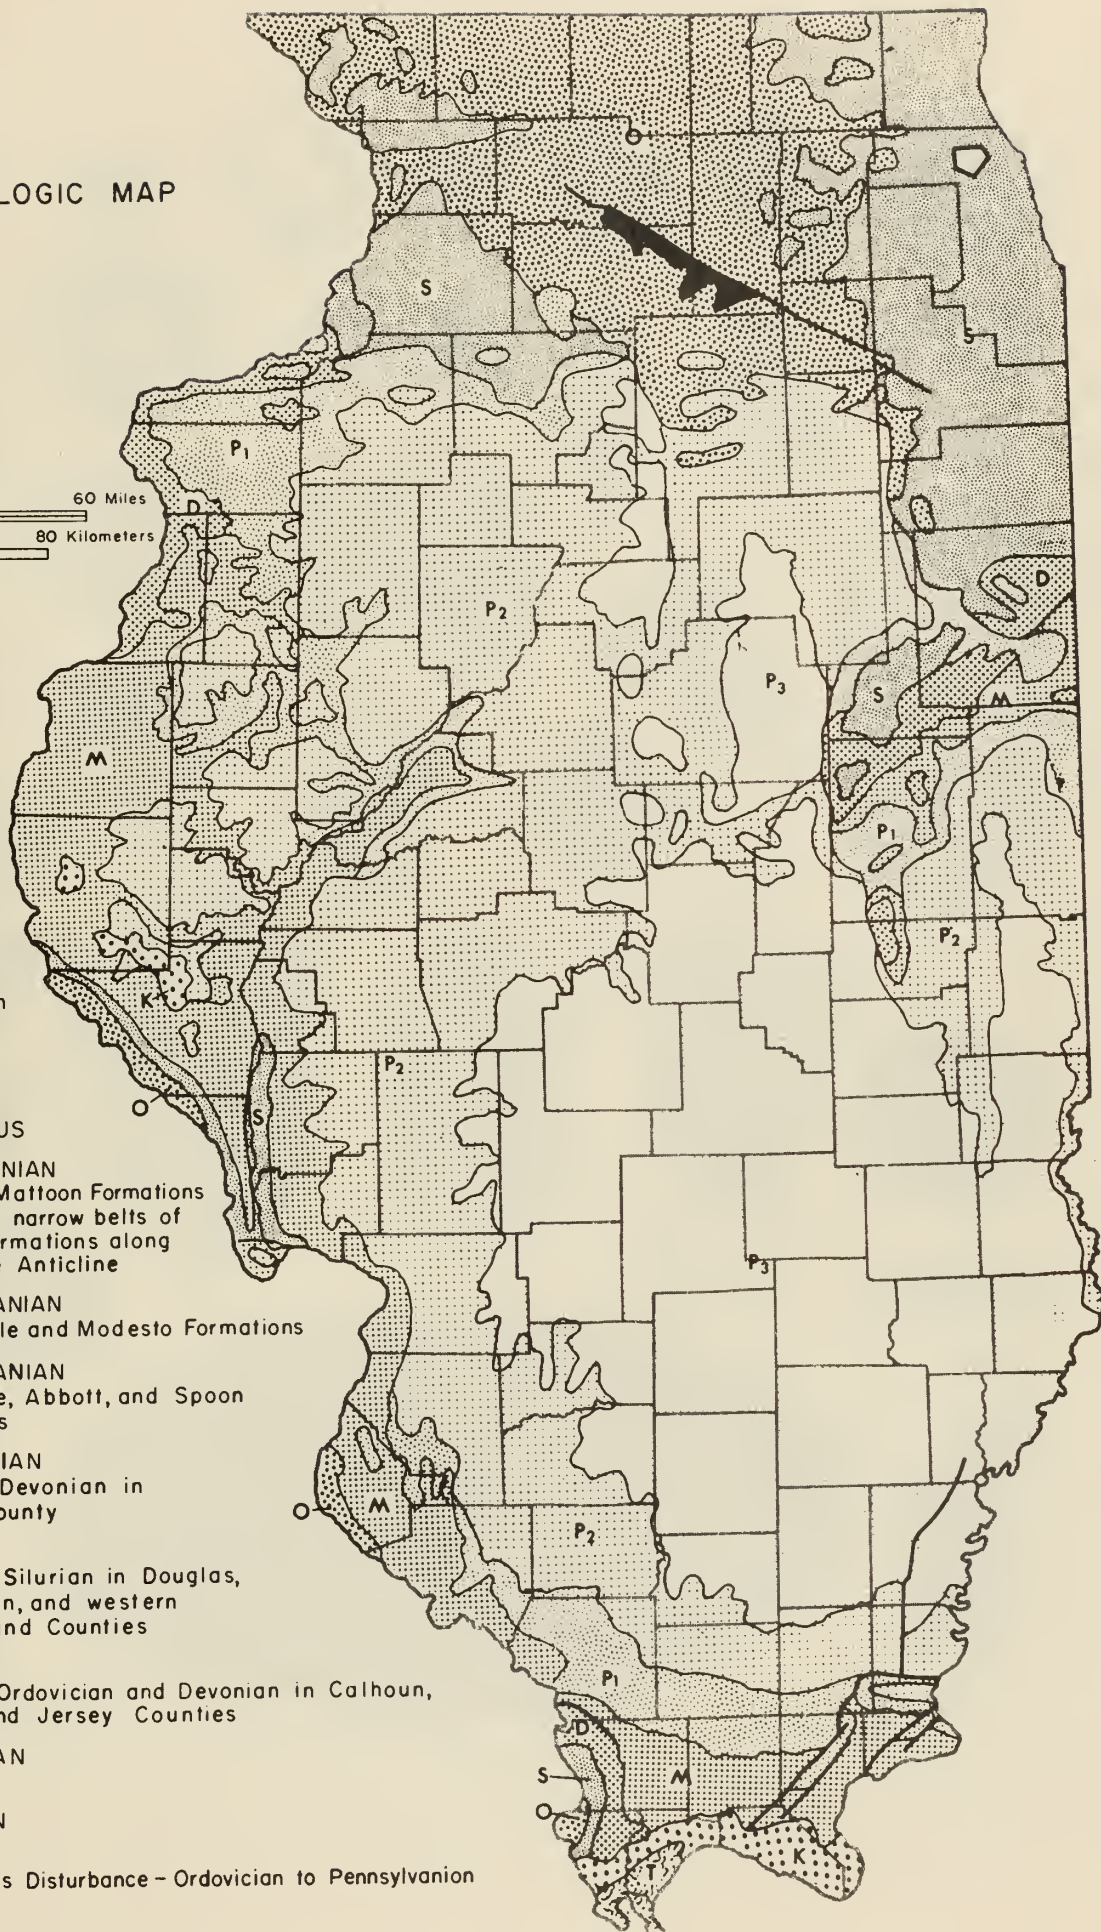 LOGIC MAP
60 Miles
80 Kilometers
US
NIAN
Mattoon Formations
narrow belts of
rmations along
Anticline
ANIAN
le and Modesto Formations
ANIAN
e, Abbott, and Spoon
s
IAN
Devonian in
ounty
Silurian in Douglas,
n, and western
nd Counties
Ordovician and Devonian in Calhoun,
nd Jersey Counties
AN
N
s Disturbance – Ordovician to Pennsylvanion
S
S
P1
D
P2
D
P3
S
M
M
P1
P2
K
P2
O
S
P3
O
M
P2
P1
D
S
M
O
K
T